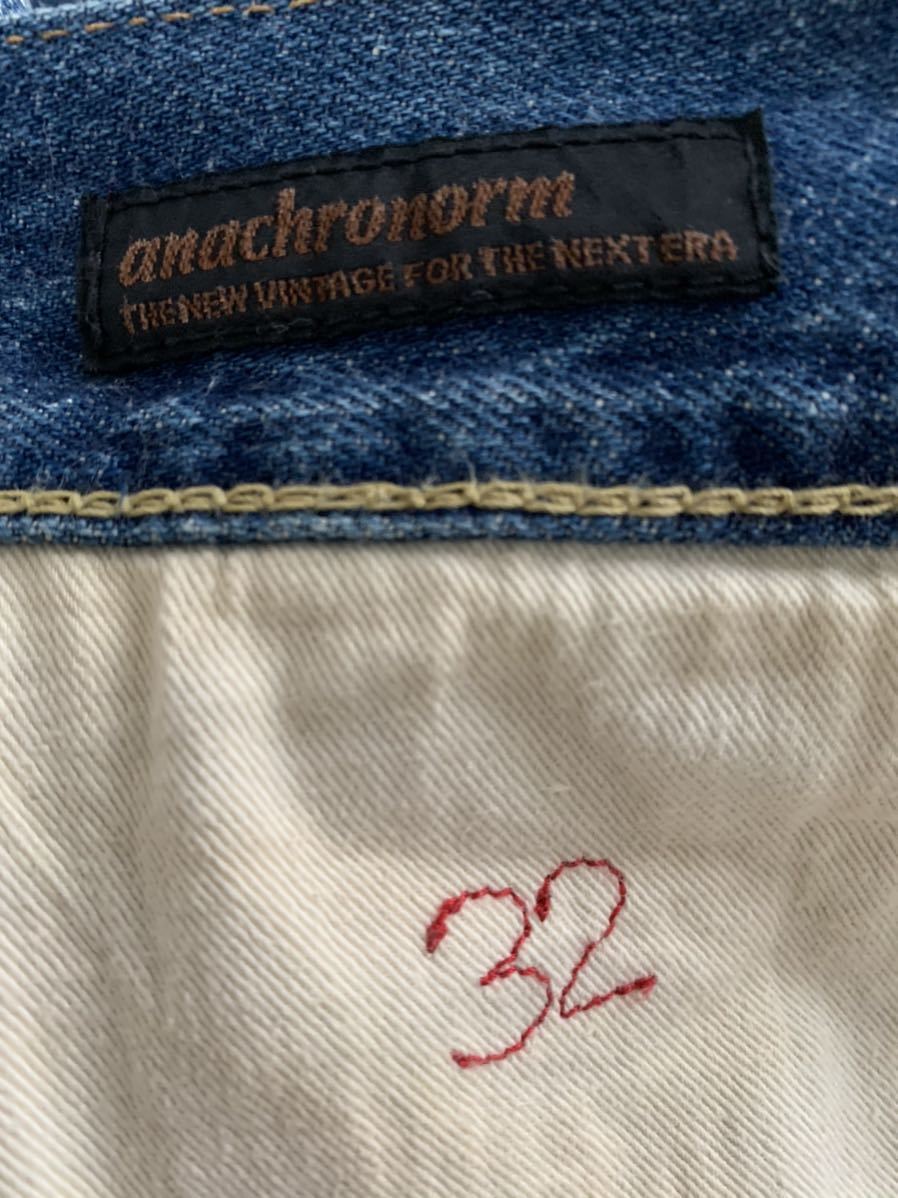 anachronorm
THE NEW VINTAGE FOR THE NEXT ERA
32